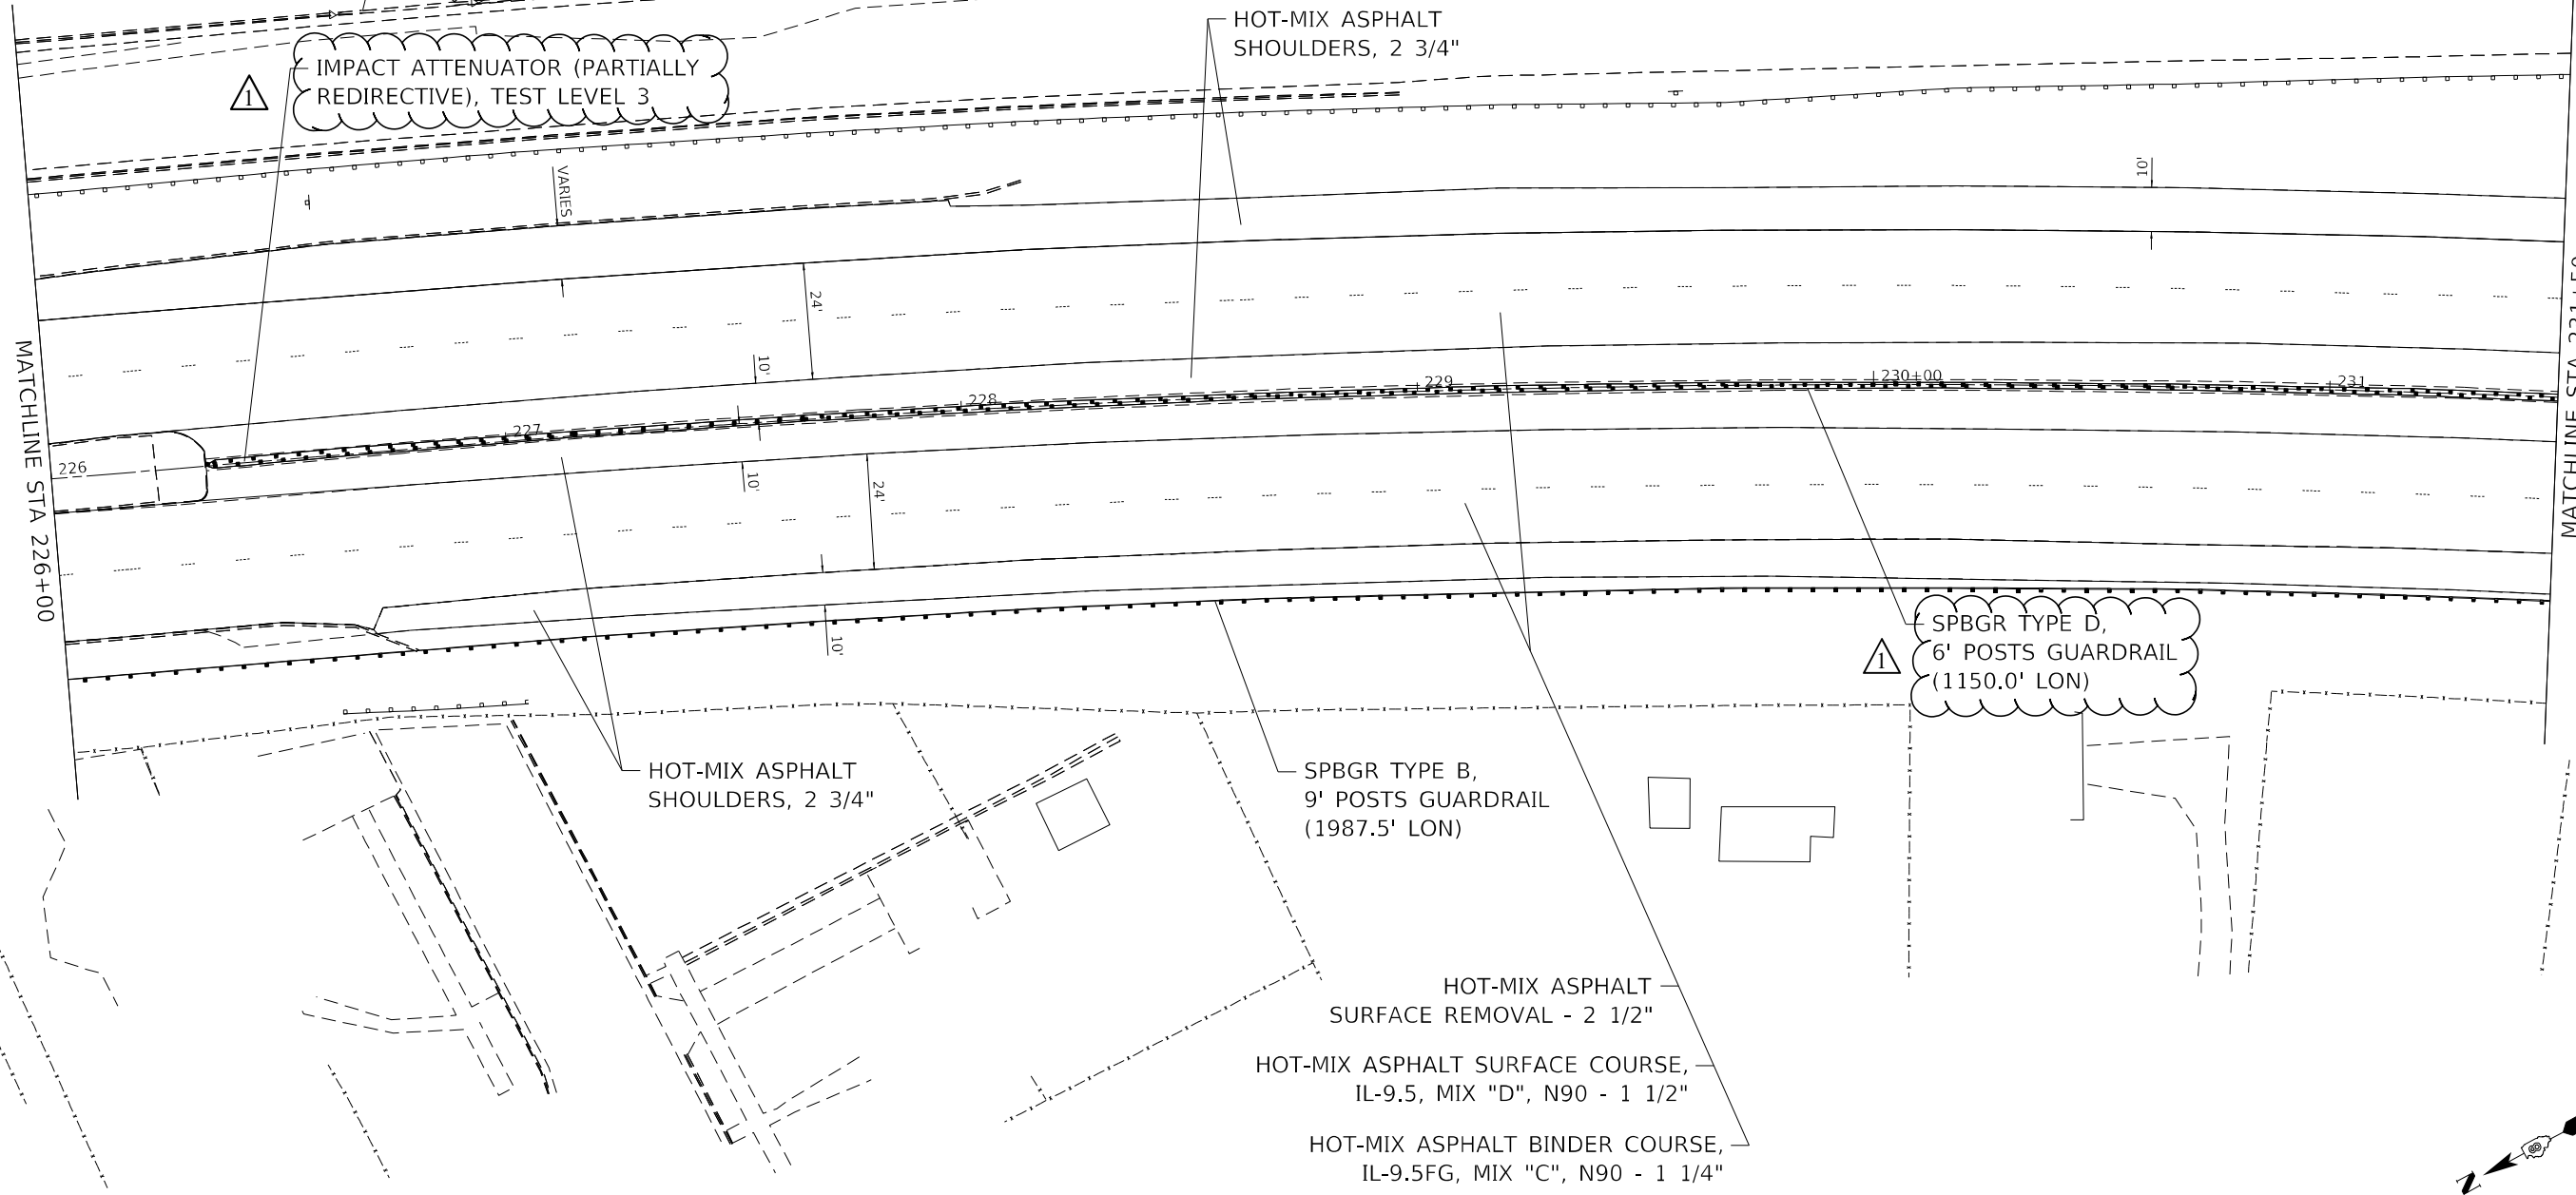 HOT-MIX ASPHALT
SHOULDERS, 2 3/4"
IMPACT ATTENUATOR (PARTIALLY
REDIRECTIVE), TEST LEVEL 3
1
VARIES
10'
24'
10'
229
230+00
231
228
227
226
10'
24'
10'
MATCHLINE STA 226+00
SPBGR TYPE D,
6' POSTS GUARDRAIL
(1150.0' LON)
1
HOT-MIX ASPHALT
SHOULDERS, 2 3/4"
SPBGR TYPE B,
9' POSTS GUARDRAIL
(1987.5' LON)
HOT-MIX ASPHALT
SURFACE REMOVAL - 2 1/2"
HOT-MIX ASPHALT SURFACE COURSE,
IL-9.5, MIX "D", N90 - 1 1/2"
HOT-MIX ASPHALT BINDER COURSE,
IL-9.5FG, MIX "C", N90 - 1 1/4"
MATCHLINE STA
N